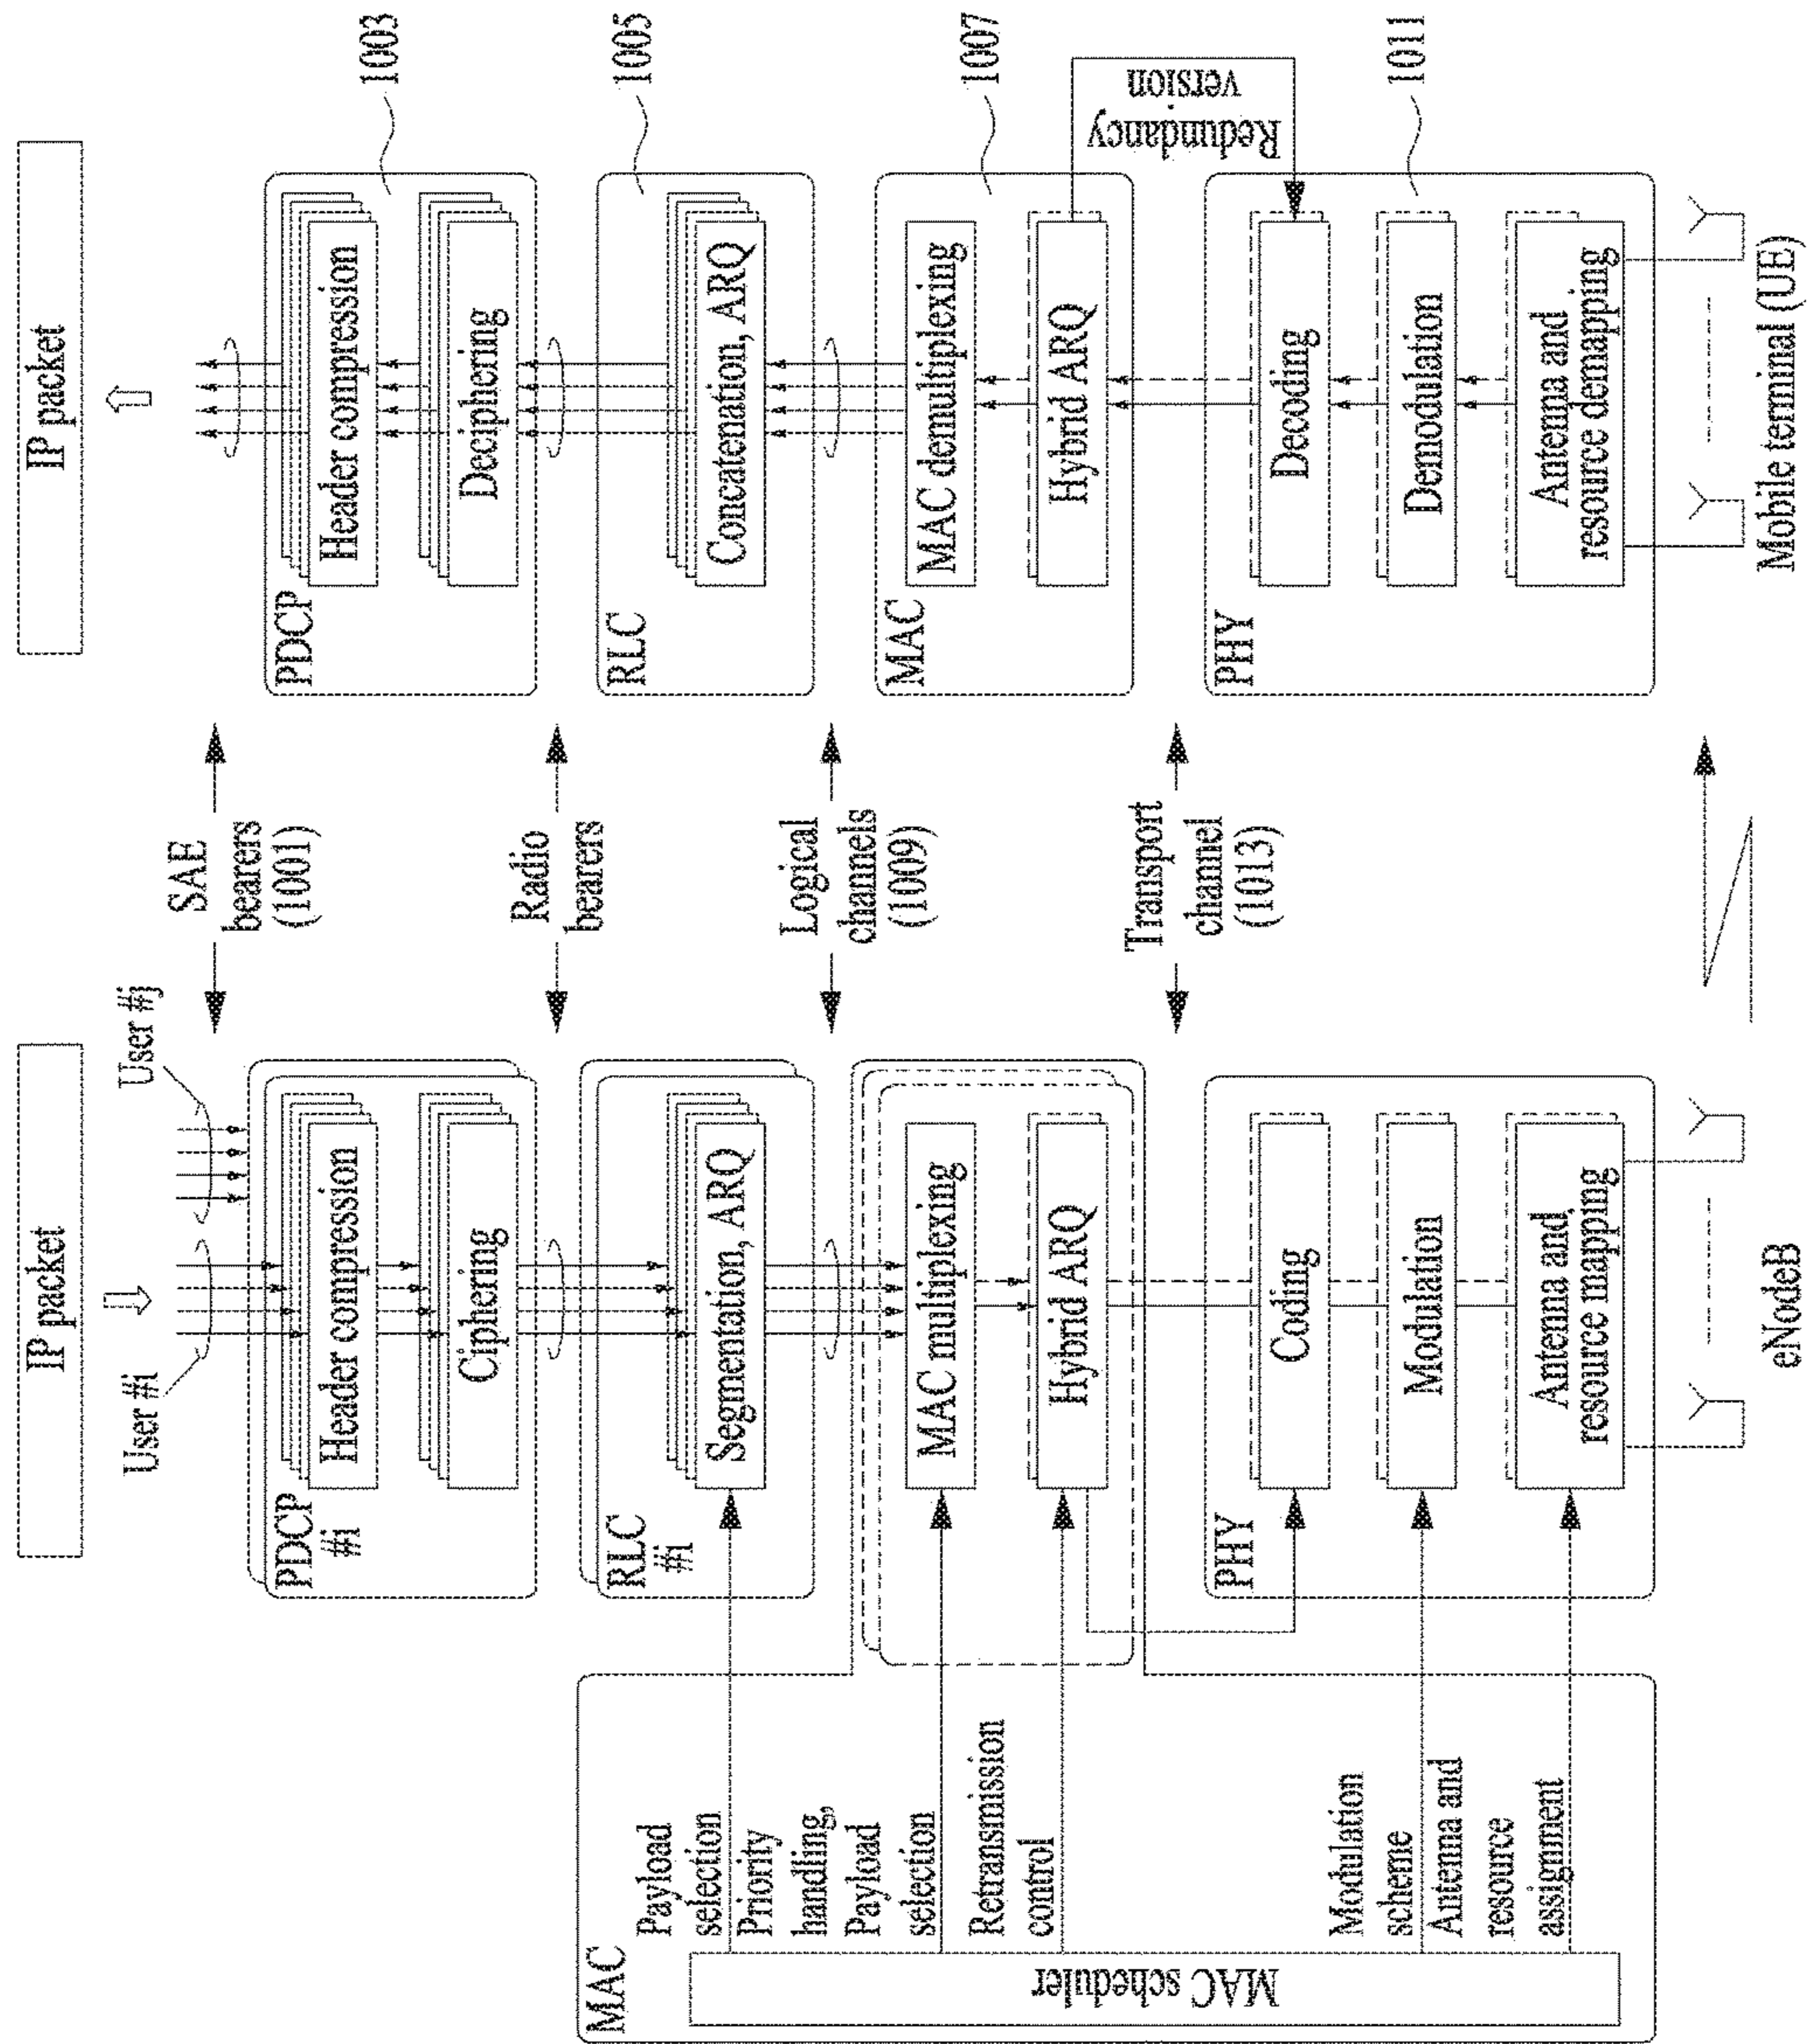 IP packet
User #i
User #j
PDCP
#i
Header compression
Ciphering
RLC
#i
Segmentation, ARQ
MAC
MAC scheduler
Payload
selection
Priority
handling,
Payload
selection
Retransmission
control
Modulation
scheme
Antenna and
resource
assignment
MAC multiplexing
Hybrid ARQ
PHY
Coding
Modulation
Antenna and
resource mapping
eNodeB
SAE
bearers
(1001)
Radio
bearers
Logical
channels
(1009)
Transport
channel
(1013)
IP packet
PDCP
Header compression
Deciphering
1003
RLC
Concatenation, ARQ
1005
MAC
MAC demultiplexing
Hybrid ARQ
1007
Redundancy
version
PHY
Decoding
Demodulation
Antenna and
resource demapping
1011
Mobile terminal (UE)